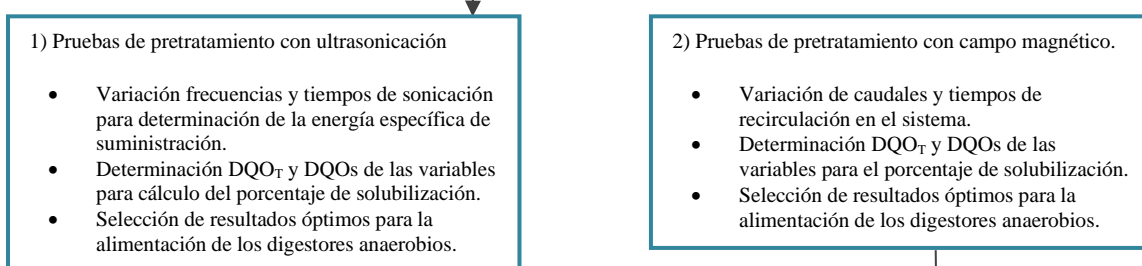 1) Pruebas de pretratamiento con ultrasonicación
• Variación frecuencias y tiempos de sonicación
para determinación de la energía específica de
suministración.
• Determinación DQO_T y DQOs de las variables
para cálculo del porcentaje de solubilización.
• Selección de resultados óptimos para la
alimentación de los digestores anaerobios.
2) Pruebas de pretratamiento con campo magnético.
• Variación de caudales y tiempos de
recirculación en el sistema.
• Determinación DQO_T y DQOs de las
variables para el porcentaje de solubilización.
• Selección de resultados óptimos para la
alimentación de los digestores anaerobios.